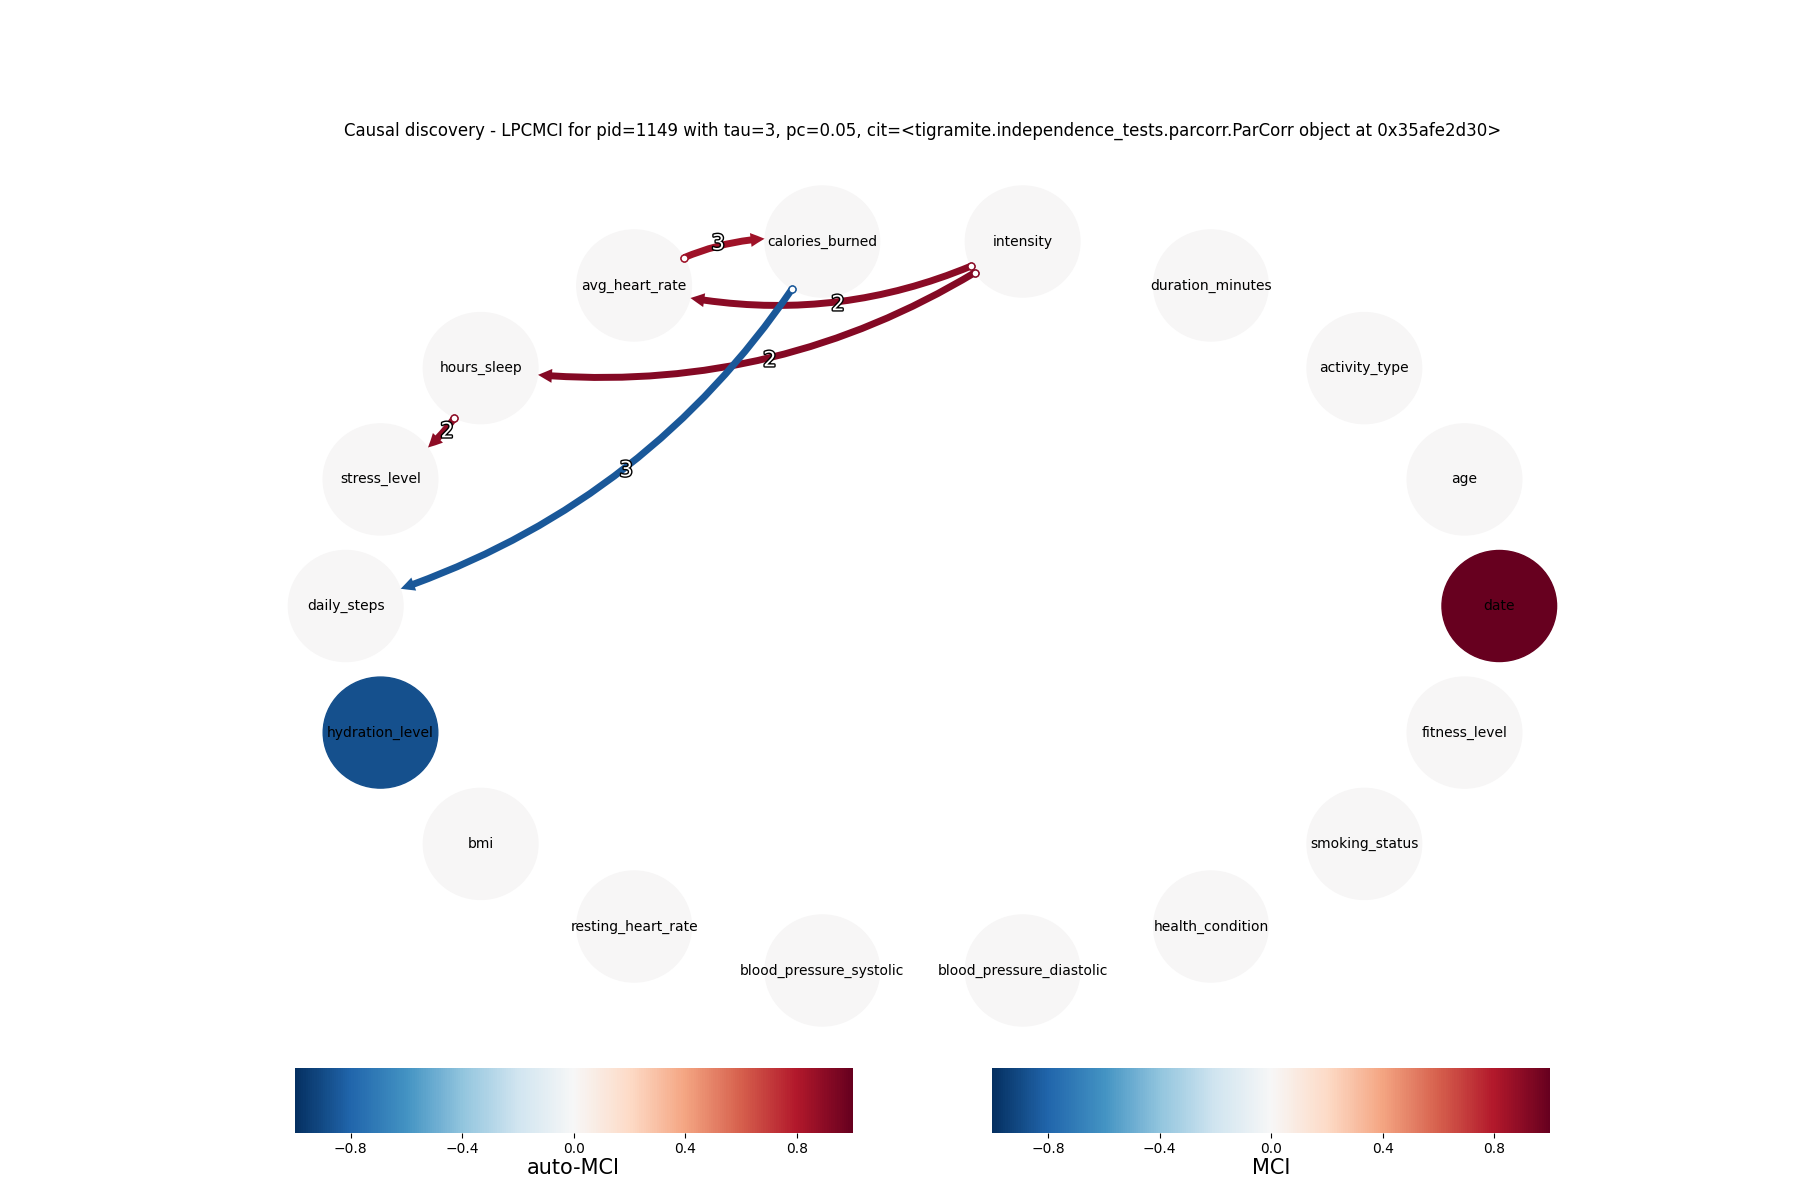 Causal discovery - LPCMCI for pid=1149 with tau=3, pc=0.05, cit=<tigramite.independence_tests.parcorr.ParCorr object at 0x35afe2d30>
calories_burned
intensity
3
avg_heart_rate
duration_minutes
2
2
hours_sleep
activity_type
2
3
stress_level
age
daily_steps
date
hydration_level
fitness_level
bmi
smoking_status
resting_heart_rate
health_condition
blood_pressure_systolic
blood_pressure_diastolic
−0.8 −0.4 0.0 0.4 0.8
auto-MCI
−0.8 −0.4 0.0 0.4 0.8
MCI